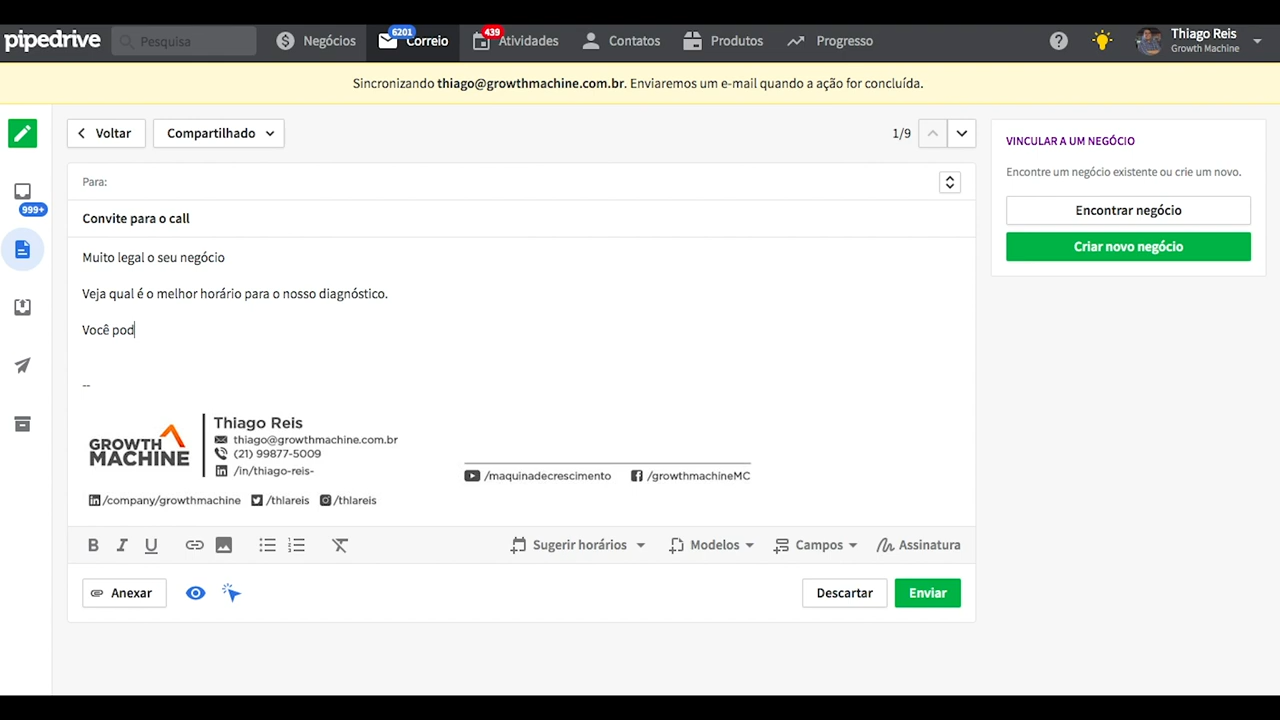 pipedrive
Pesquisa
Negócios
6201
Correio
439
Atividades
Contatos
Produtos
Progresso
?
Thiago Reis
Growth Machine
Sincronizando thiago@growthmachine.com.br. Enviaremos um e-mail quando a ação for concluída.
Voltar
Compartilhado
1/9
999+
Para:
Convite para o call
Muito legal o seu negócio
Veja qual é o melhor horário para o nosso diagnóstico.
Você pod
--
GROWTH
MACHINE
Thiago Reis
thiago@growthmachine.com.br
(21) 99877-5009
/in/thiago-reis-
/company/growthmachine /thlareis /thlareis
/maquinadecrescimento /growthmachineMC
B I U
Sugerir horários
Modelos
Campos
Assinatura
Anexar
Descartar
Enviar
VINCULAR A UM NEGÓCIO
Encontre um negócio existente ou crie um novo.
Encontrar negócio
Criar novo negócio